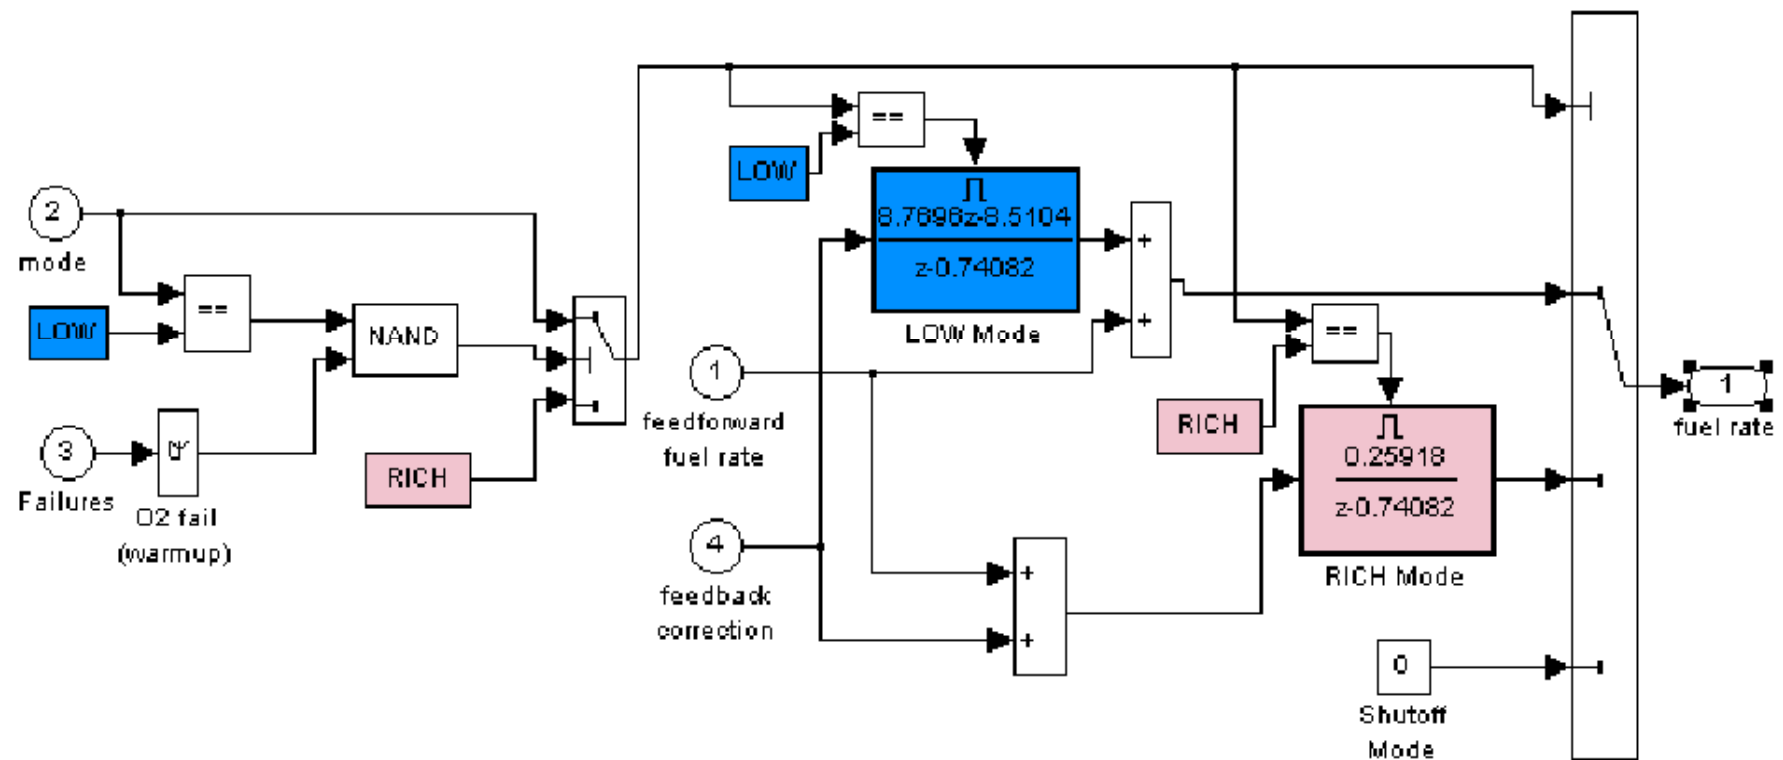 2
mode
LOW
==
NAND
3
Failures
O2 fail
(warmup)
RICH
LOW
==
8.7696z-8.5104
z-0.74082
LOW Mode
+
+
1
feedforward
fuel rate
4
feedback
correction
+
+
==
RICH
0.25918
z-0.74082
RICH Mode
0
Shutoff
Mode
1
fuel rate